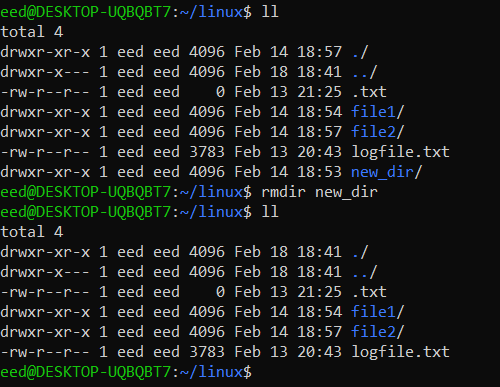 eed@DESKTOP-UQBQBT7:~/linux$ ll
total 4
drwxr-xr-x 1 eed eed 4096 Feb 14 18:57 ./
drwxr-x--- 1 eed eed 4096 Feb 18 18:41 ../
-rw-r--r-- 1 eed eed    0 Feb 13 21:25 .txt
drwxr-xr-x 1 eed eed 4096 Feb 14 18:54 file1/
drwxr-xr-x 1 eed eed 4096 Feb 14 18:57 file2/
-rw-r--r-- 1 eed eed 3783 Feb 13 20:43 logfile.txt
drwxr-xr-x 1 eed eed 4096 Feb 14 18:53 new_dir/
eed@DESKTOP-UQBQBT7:~/linux$ rmdir new_dir
eed@DESKTOP-UQBQBT7:~/linux$ ll
total 4
drwxr-xr-x 1 eed eed 4096 Feb 18 18:41 ./
drwxr-x--- 1 eed eed 4096 Feb 18 18:41 ../
-rw-r--r-- 1 eed eed    0 Feb 13 21:25 .txt
drwxr-xr-x 1 eed eed 4096 Feb 14 18:54 file1/
drwxr-xr-x 1 eed eed 4096 Feb 14 18:57 file2/
-rw-r--r-- 1 eed eed 3783 Feb 13 20:43 logfile.txt
eed@DESKTOP-UQBQBT7:~/linux$